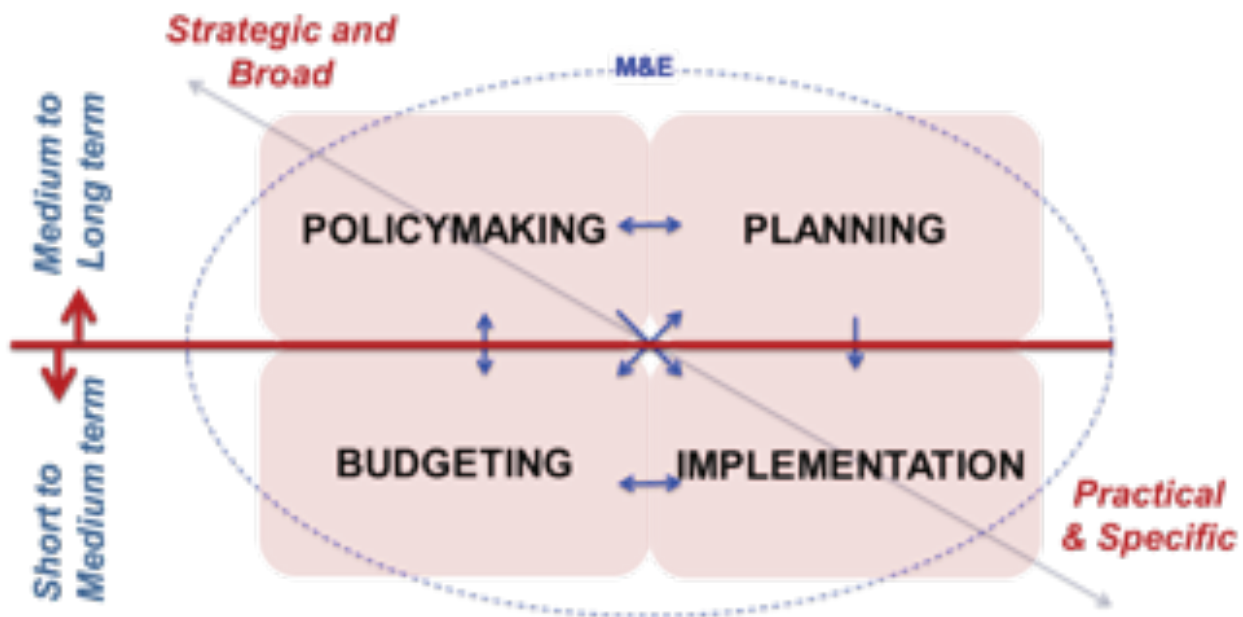 Strategic and
Broad
M&E
Medium to
Long term
POLICYMAKING
PLANNING
Short to
Medium term
BUDGETING
IMPLEMENTATION
Practical
& Specific